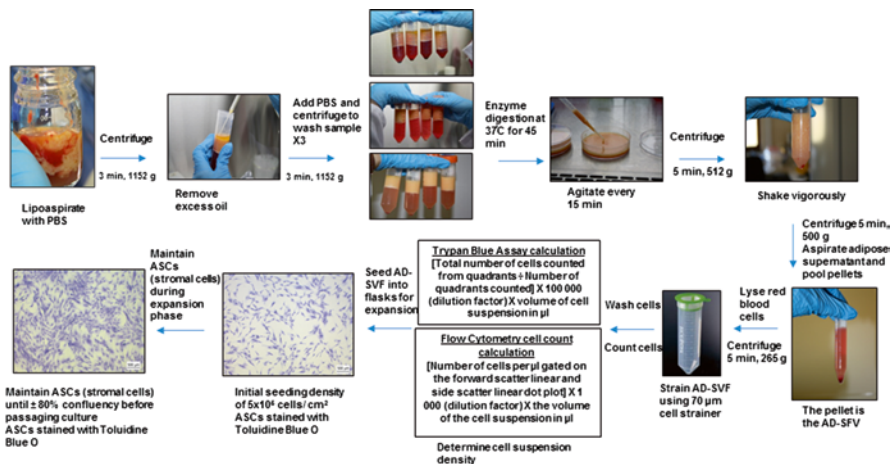 Lipoaspirate
with PBS
Centrifuge
3 min, 1152 g
Remove
excess oil
Add PBS and
centrifuge to
wash sample
X3
3 min, 1152 g
Enzyme
digestion at
37C for 45
min
Agitate every
15 min
Centrifuge
5 min, 512 g
Shake vigorously
Centrifuge 5 min,
500 g
Aspirate adipose
supernatant and
pool pellets
The pellet is
the AD-SFV
Lyse red
blood
cells
Centrifuge
5 min, 265 g
Strain AD-SVF
using 70 µm
cell strainer
Wash cells
Count cells
Trypan Blue Assay calculation
[Total number of cells counted
from quadrants ÷ Number of
quadrants counted] X 100 000
(dilution factor) X volume of cell
suspension in µl
Flow Cytometry cell count
calculation
[Number of cells per µl gated on
the forward scatter linear and
side scatter linear dot plot] X 1
000 (dilution factor) X the volume
of the cell suspension in µl
Determine cell suspension
density
Seed AD-
SVF into
flasks for
expansion
Initial seeding density
of 5x10⁶ cells/cm²
ASCs stained with
Toluidine Blue O
Maintain
ASCs
(stromal cells)
during
expansion
phase
Maintain ASCs (stromal cells)
until ± 80% confluency before
passaging culture
ASCs stained with Toluidine
Blue O